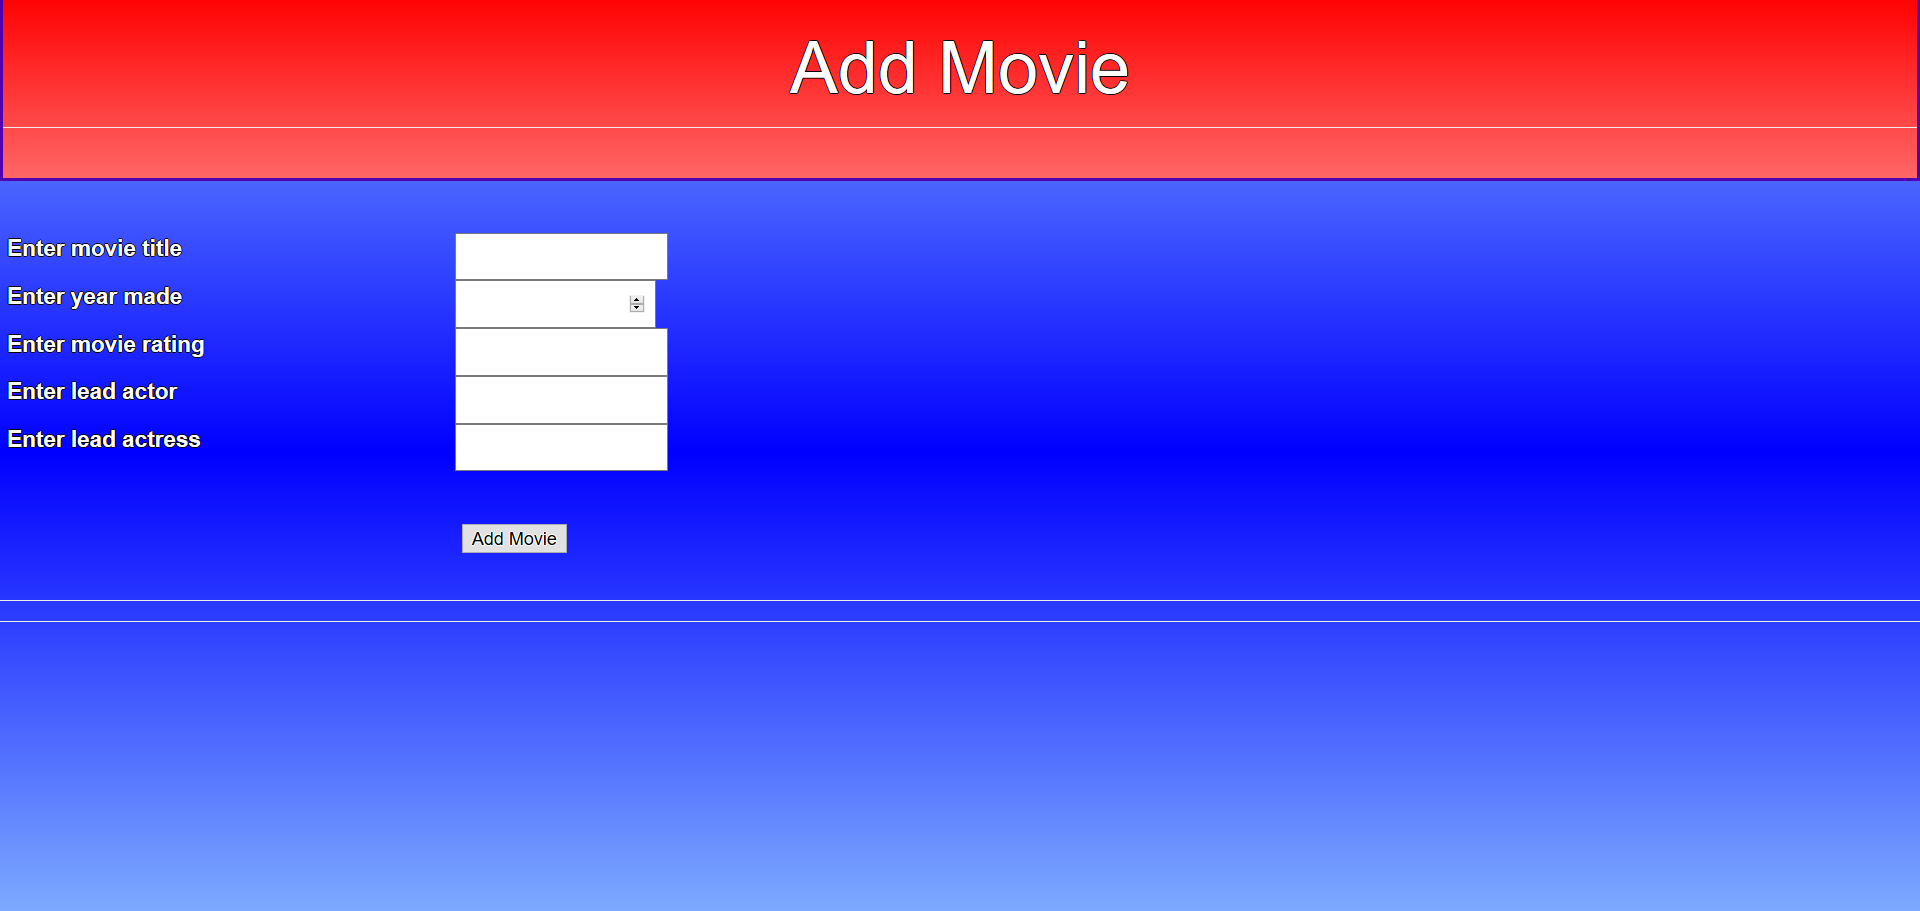 Add Movie
Enter movie title
Enter year made
Enter movie rating
Enter lead actor
Enter lead actress
Add Movie